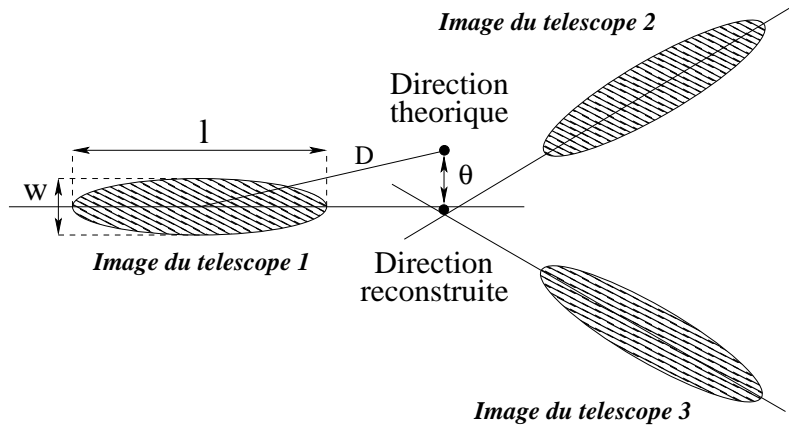 Image du telescope 2
Direction
theorique
l
D
θ
w
Image du telescope 1
Direction
reconstruite
Image du telescope 3